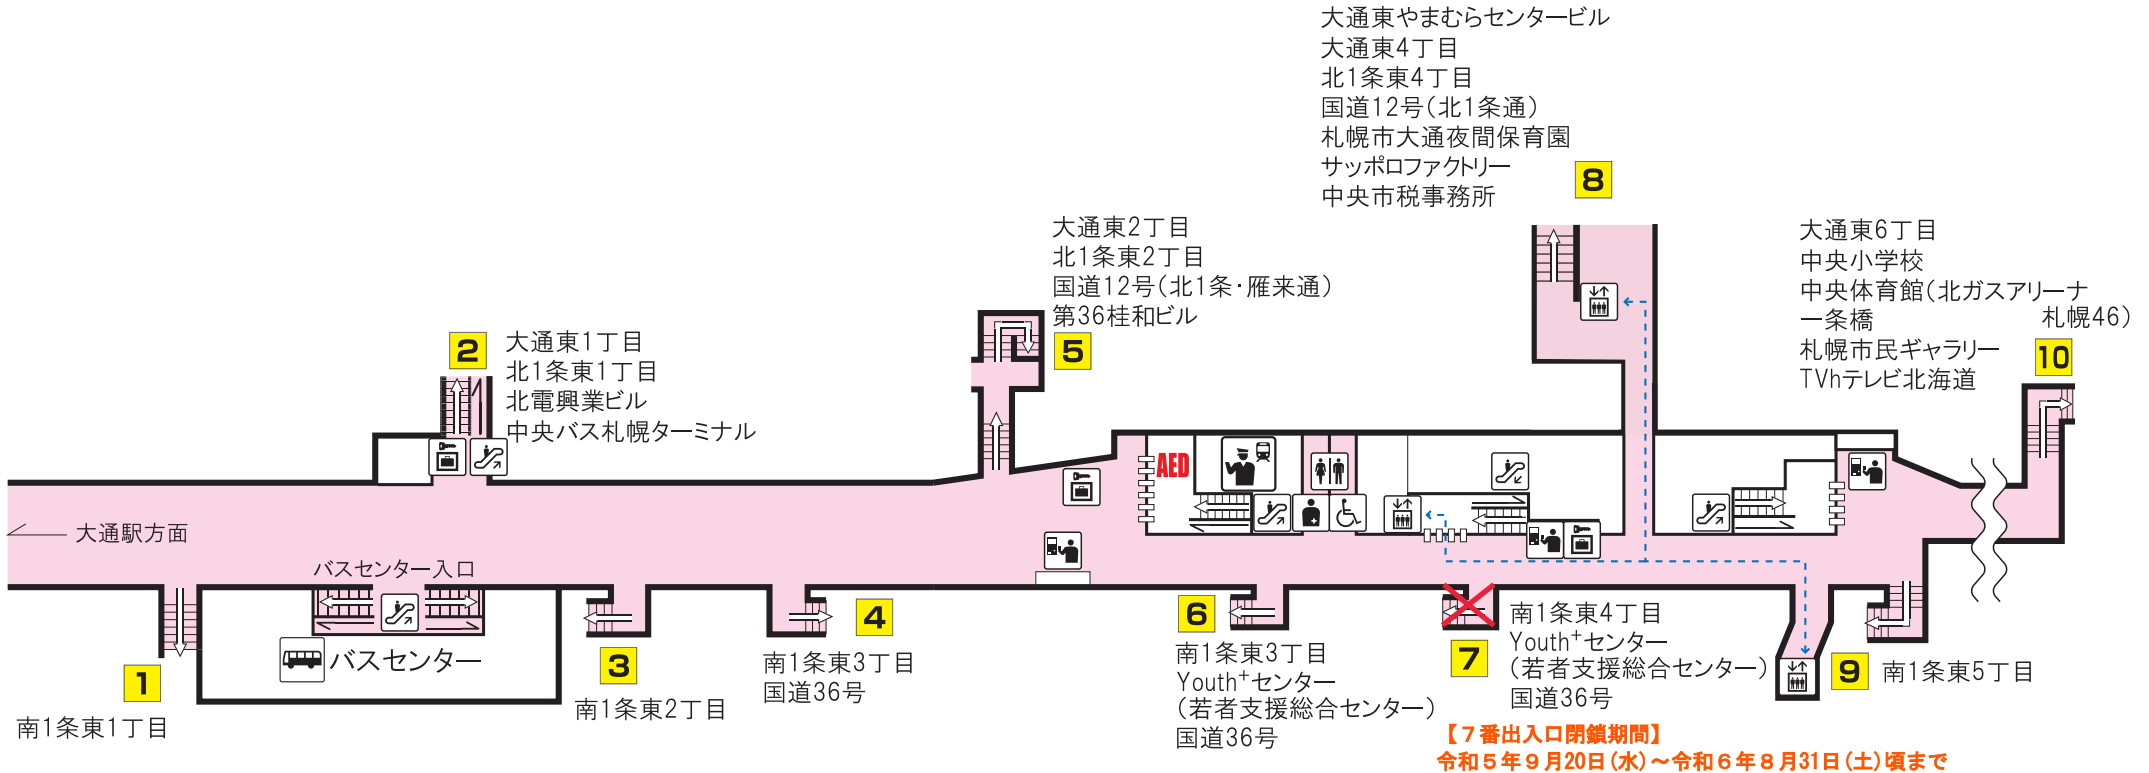 大通東やまむらセンタービル
大通東4丁目
北1条東4丁目
国道12号(北1条通)
札幌市大通夜間保育園
サッポロファクトリー
中央市税事務所
8
大通東2丁目
北1条東2丁目
国道12号(北1条・雁来通)
第36桂和ビル
5
大通東6丁目
中央小学校
中央体育館(北ガスアリーナ
札幌46)
一条橋
札幌市民ギャラリー
TVhテレビ北海道
10
2
大通東1丁目
北1条東1丁目
北電興業ビル
中央バス札幌ターミナル
AED
大通駅方面
バスセンター入口
バスセンター
1
南1条東1丁目
3
南1条東2丁目
4
南1条東3丁目
国道36号
6
南1条東3丁目
Youth⁺センター
(若者支援総合センター)
国道36号
7
南1条東4丁目
Youth⁺センター
(若者支援総合センター)
国道36号
9
南1条東5丁目
【7番出入口閉鎖期間】
令和5年9月20日(水)～令和6年8月31日(土)頃まで